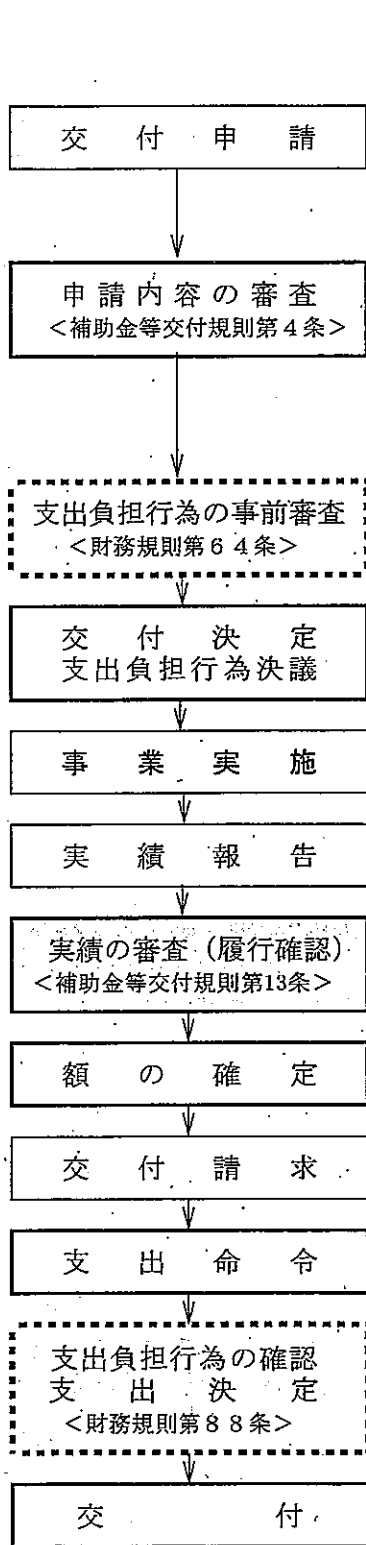 交付申請
申請内容の審査
<補助金等交付規則第4条>
支出負担行為の事前審査
<財務規則第64条>
交付決定
支出負担行為決議
事業実施
実績報告
実績の審査(履行確認)
<補助金等交付規則第13条>
額の確定
交付請求
支出命令
支出負担行為の確認
支出決定
<財務規則第88条>
交付